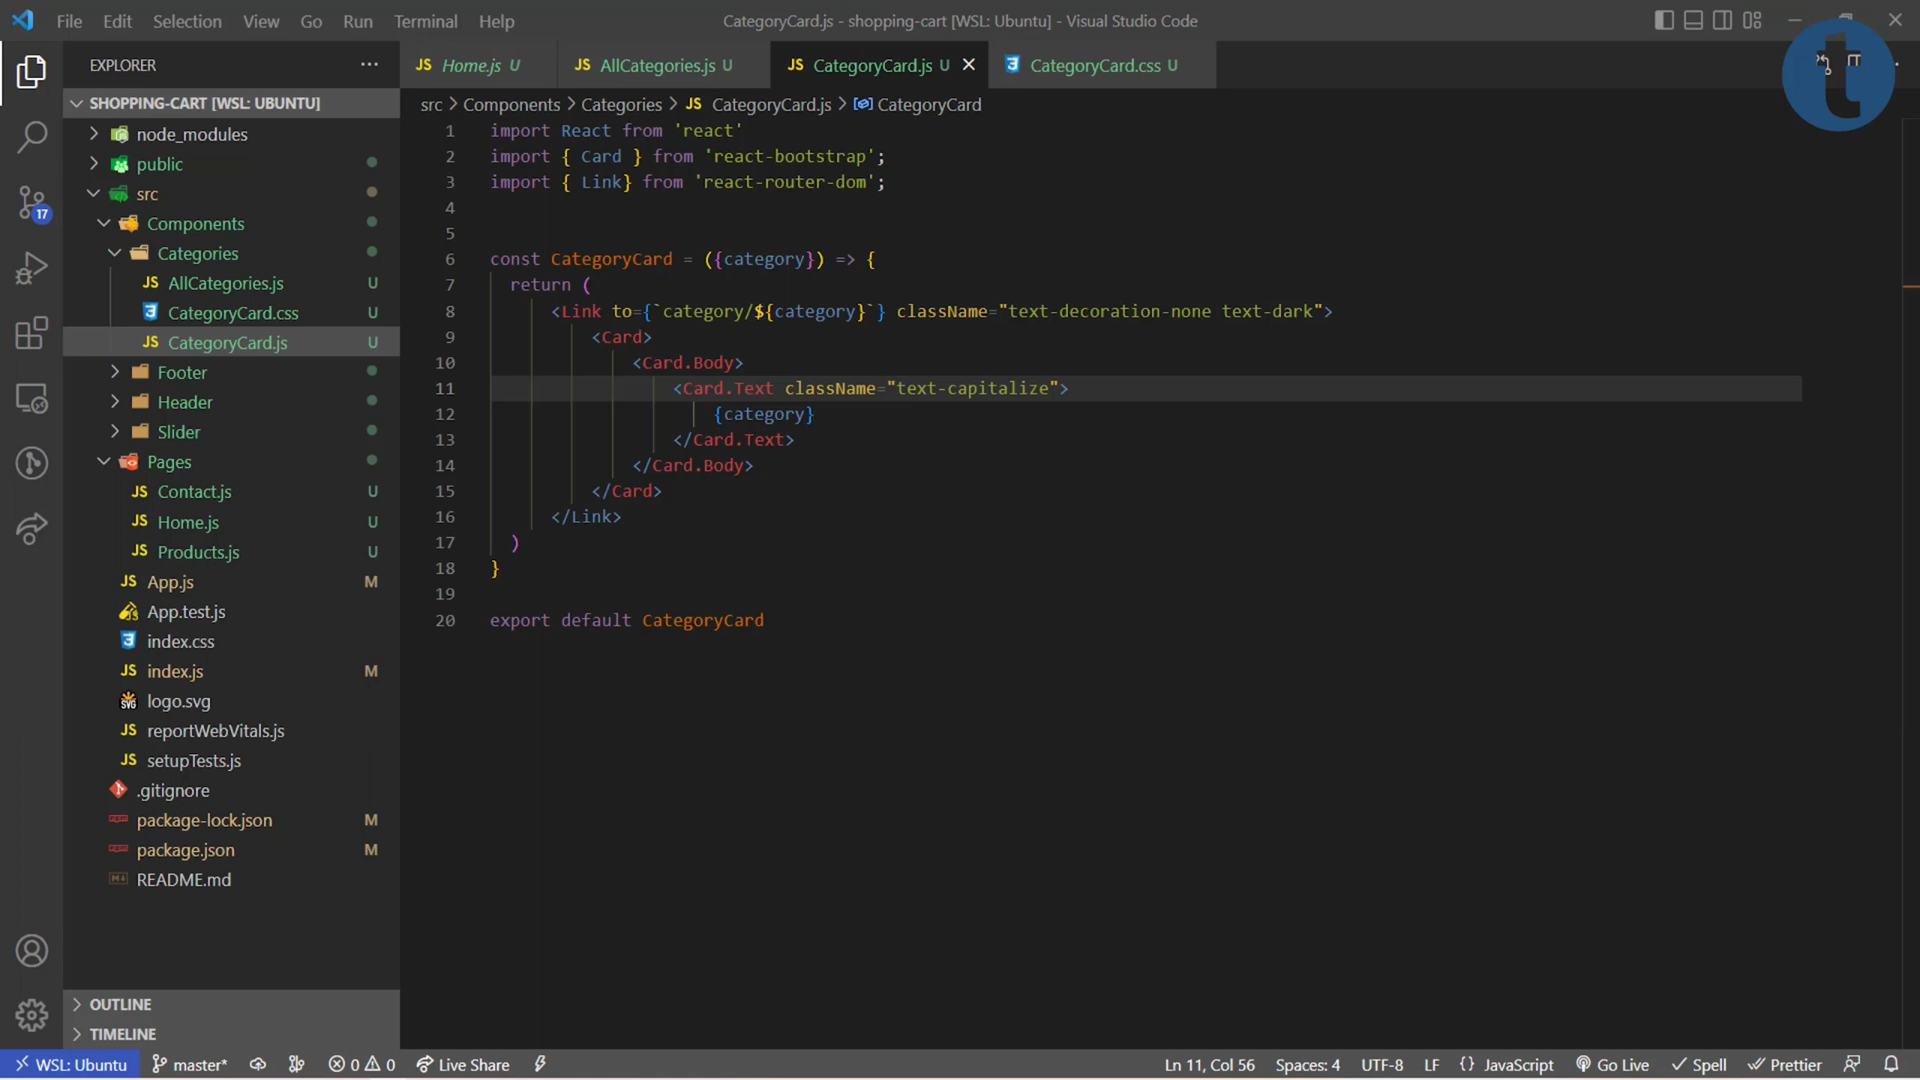 File Edit Selection View Go Run Terminal Help
CategoryCard.js - shopping-cart [WSL: Ubuntu] - Visual Studio Code
EXPLORER
SHOPPING-CART [WSL: UBUNTU]
node_modules
public
src
Components
Categories
JS AllCategories.js U
CategoryCard.css U
JS CategoryCard.js U
Footer
Header
Slider
Pages
JS Contact.js U
JS Home.js U
JS Products.js U
JS App.js M
App.test.js
index.css
JS index.js M
SVG logo.svg
JS reportWebVitals.js
JS setupTests.js
.gitignore
package-lock.json M
package.json M
README.md
OUTLINE
TIMELINE
17
JS Home.js U
JS AllCategories.js U
JS CategoryCard.js U
CategoryCard.css U
t
src > Components > Categories > JS CategoryCard.js > CategoryCard
1 import React from 'react'
2 import { Card } from 'react-bootstrap';
3 import { Link} from 'react-router-dom';
4
5
6 const CategoryCard = ({category}) => {
7 return (
8 <Link to={`category/${category}`} className="text-decoration-none text-dark">
9 <Card>
10 <Card.Body>
11 <Card.Text className="text-capitalize">
12 {category}
13 </Card.Text>
14 </Card.Body>
15 </Card>
16 </Link>
17 )
18 }
19
20 export default CategoryCard
WSL: Ubuntu master* 0 0 Live Share Ln 11, Col 56 Spaces: 4 UTF-8 LF {} JavaScript Go Live Spell Prettier